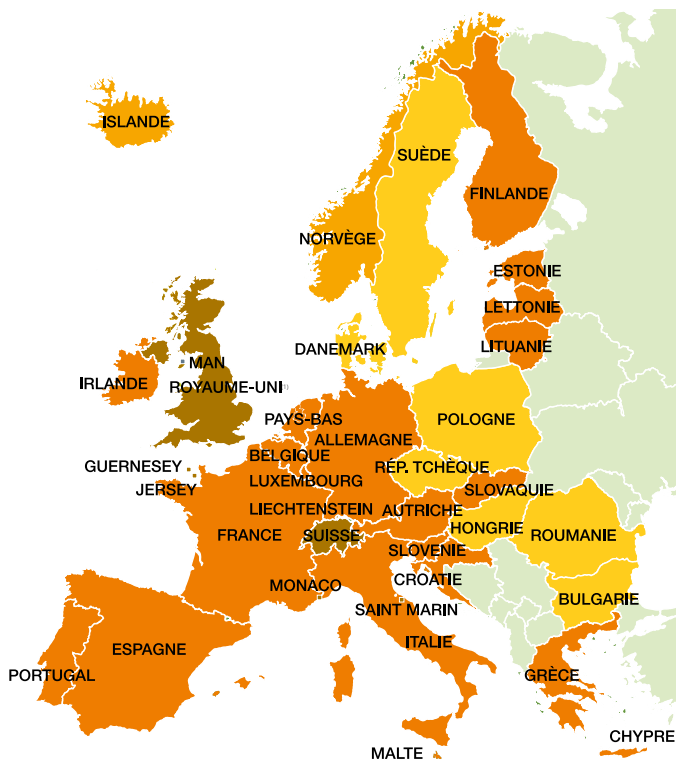 ISLANDE
SUÈDE
FINLANDE
NORVÈGE
ESTONIE
LETTONIE
LITUANIE
DANEMARK
MAN
IRLANDE
ROYAUME-UNI
PAYS-BAS
POLOGNE
ALLEMAGNE
BELGIQUE
GUERNESEY
RÉP. TCHÈQUE
JERSEY
LUXEMBOURG
SLOVAQUIE
LIECHTENSTEIN
AUTRICHE
FRANCE
SUISSE
HONGRIE
ROUMANIE
SLOVENIE
MONACO
CROATIE
SAINT MARIN
BULGARIE
ITALIE
ESPAGNE
PORTUGAL
GRÈCE
CHYPRE
MALTE